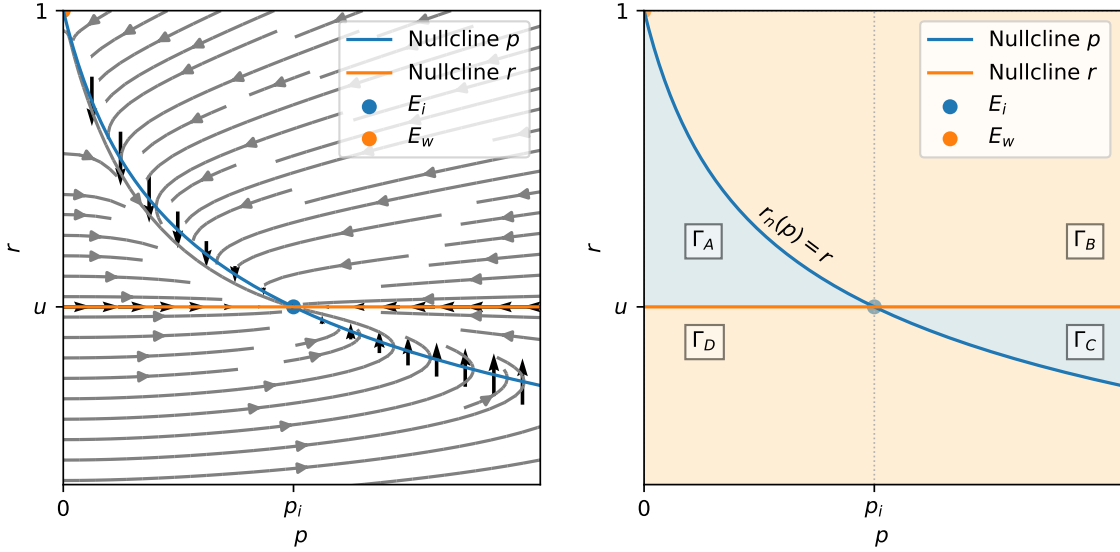 1
r
u
0
p_i
p
Nullcline p
Nullcline r
E_i
E_w
1
r
u
0
p_i
p
Nullcline p
Nullcline r
E_i
E_w
r_n(p) = r
Γ_A
Γ_B
Γ_D
Γ_C